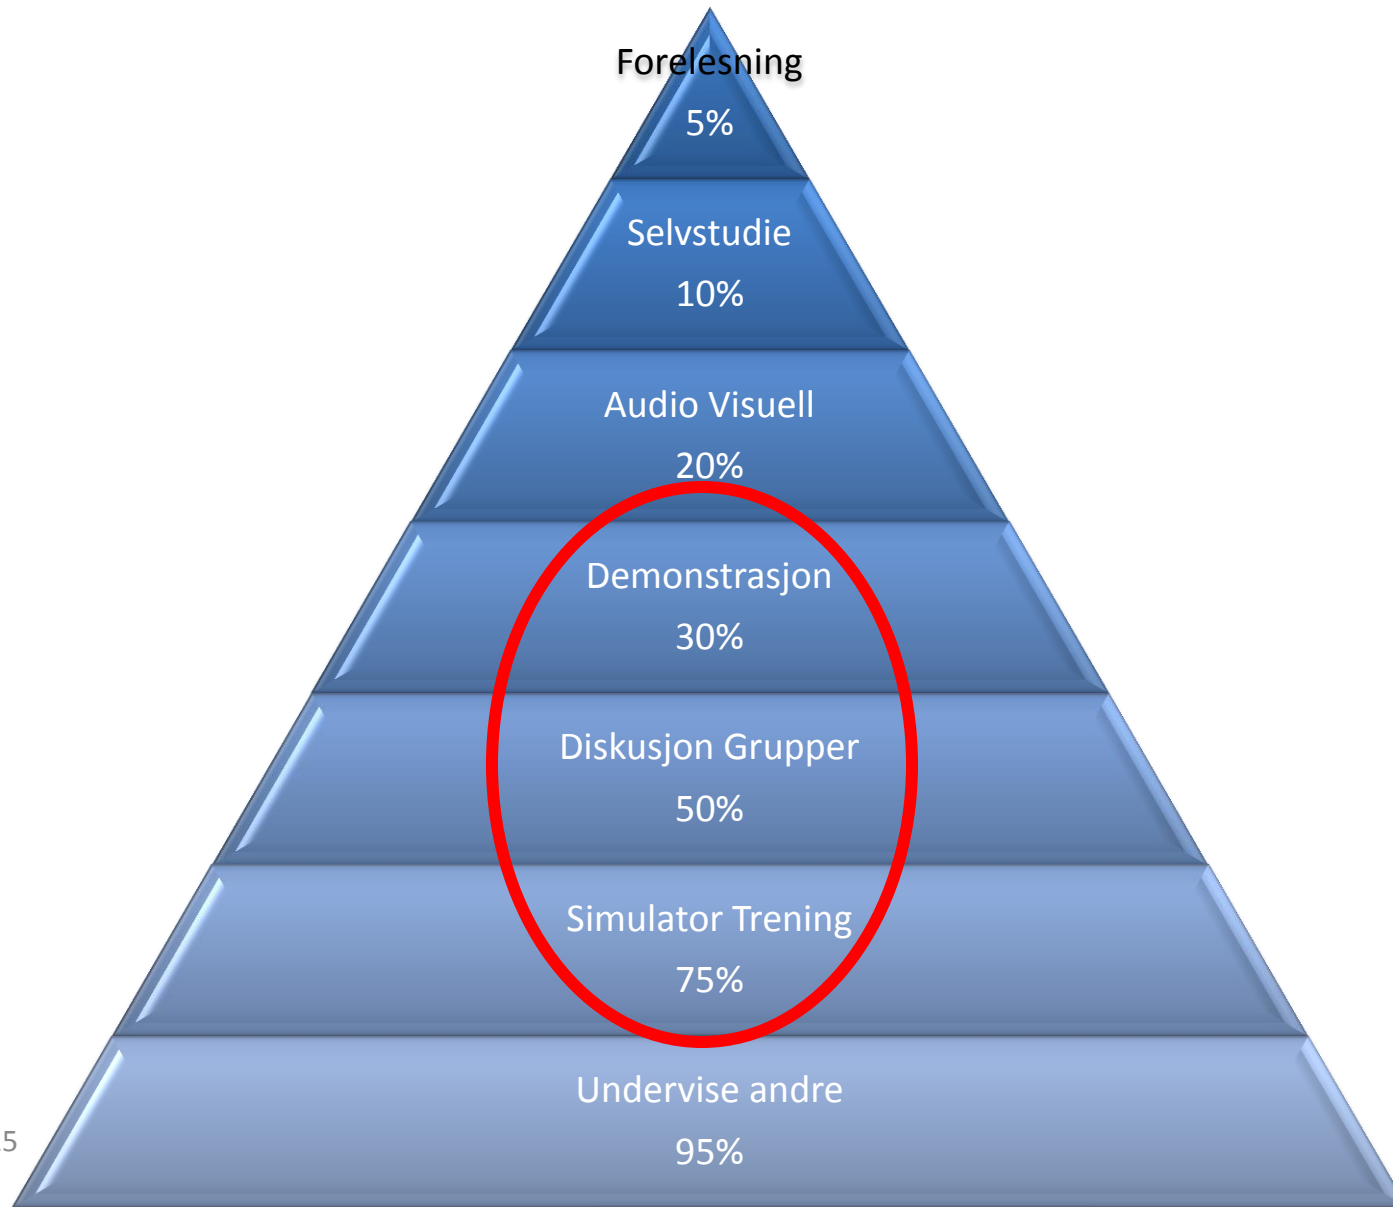 Forelesning
5%
Selvstudie
10%
Audio Visuell
20%
Demonstrasjon
30%
Diskusjon Grupper
50%
Simulator Trening
75%
Undervise andre
95%
5